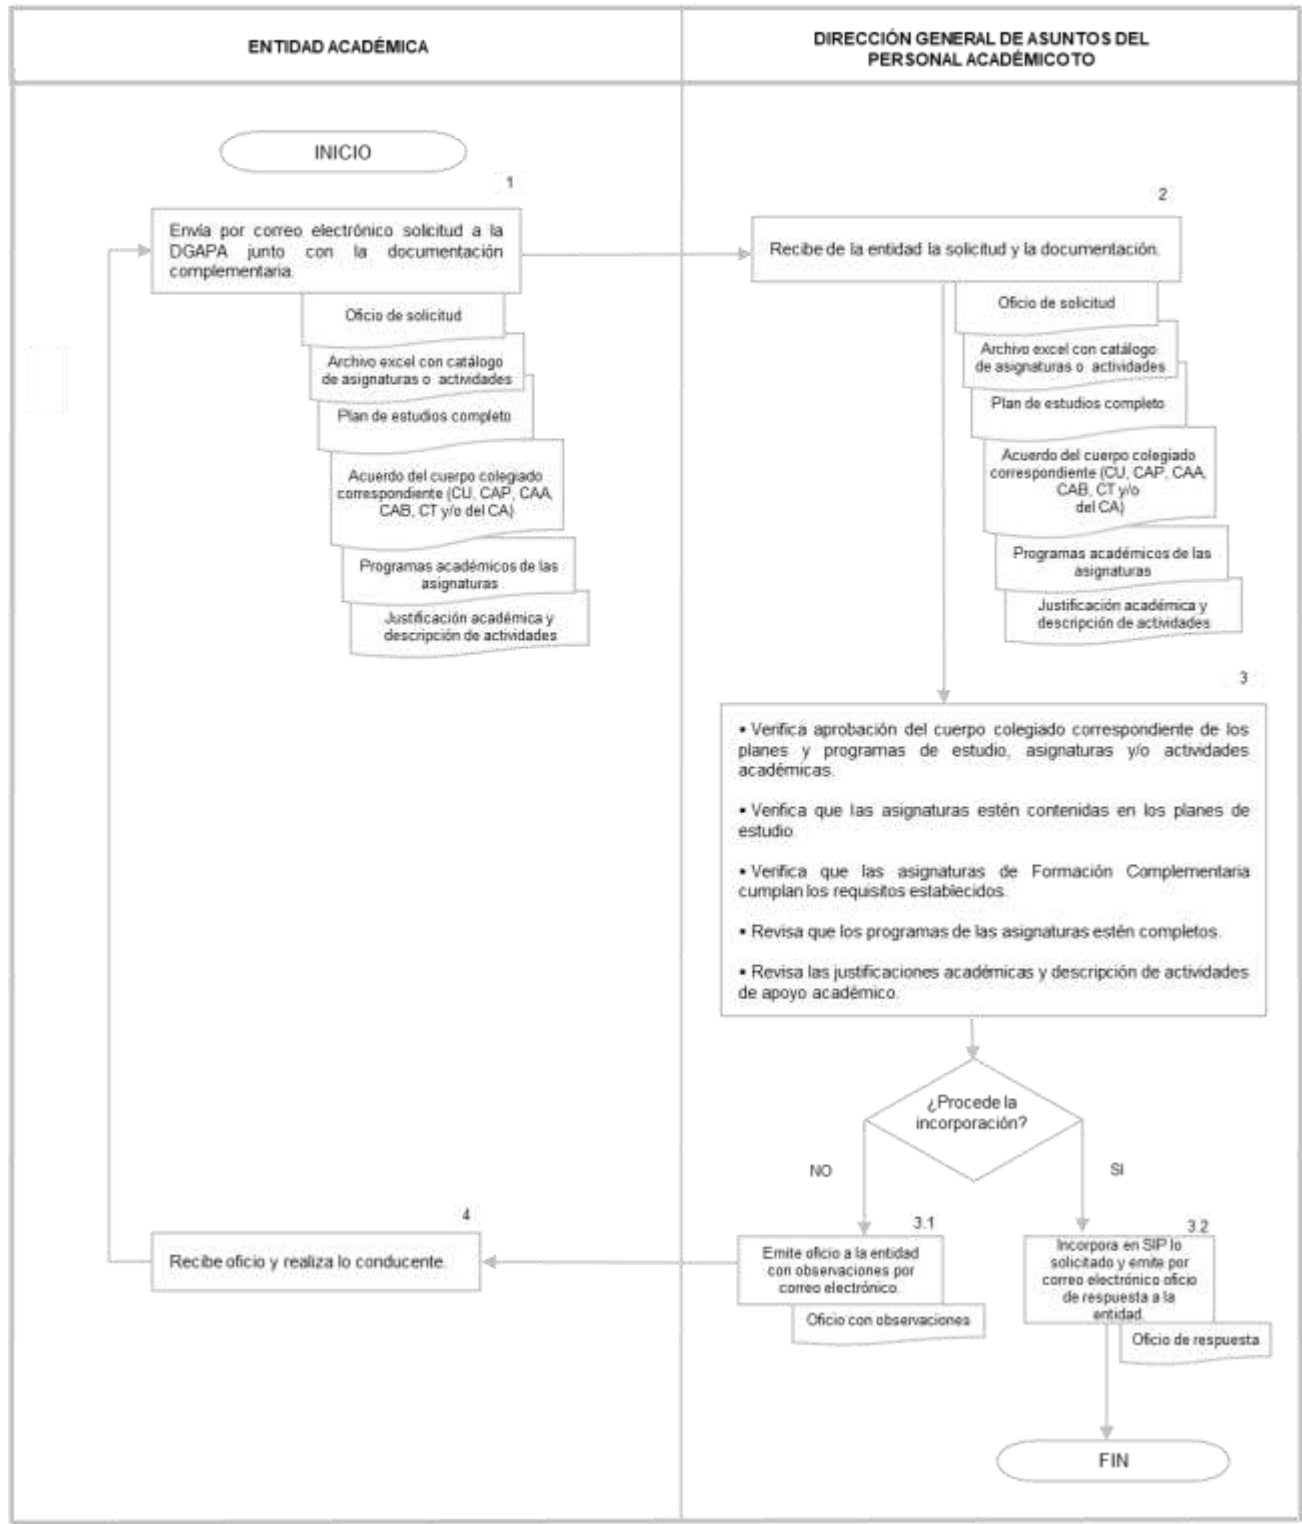 ENTIDAD ACADÉMICA
DIRECCIÓN GENERAL DE ASUNTOS DEL
PERSONAL ACADÉMICOTO
INICIO
1
Envía por correo electrónico solicitud a la
DGAPA junto con la documentación
complementaria.
Oficio de solicitud
Archivo excel con catálogo
de asignaturas o actividades
Plan de estudios completo
Acuerdo del cuerpo colegiado
correspondiente (CU, CAP, CAA,
CAB, CT y/o del CA)
Programas académicos de las
asignaturas
Justificación académica y
descripción de actividades
2
Recibe de la entidad la solicitud y la documentación.
Oficio de solicitud
Archivo excel con catálogo
de asignaturas o actividades
Plan de estudios completo
Acuerdo del cuerpo colegiado
correspondiente (CU, CAP, CAA,
CAB, CT y/o
del CA)
Programas académicos de las
asignaturas
Justificación académica y
descripción de actividades
3
▪ Verifica aprobación del cuerpo colegiado correspondiente de los
planes y programas de estudio, asignaturas y/o actividades
académicas.
▪ Verifica que las asignaturas estén contenidas en los planes de
estudio.
▪ Verifica que las asignaturas de Formación Complementaria
cumplan los requisitos establecidos.
▪ Revisa que los programas de las asignaturas estén completos.
▪ Revisa las justificaciones académicas y descripción de actividades
de apoyo académico.
¿Procede la
incorporación?
NO
SI
3.1
Emite oficio a la entidad
con observaciones por
correo electrónico.
Oficio con observaciones
3.2
Incorpora en SIP lo
solicitado y emite por
correo electrónico oficio
de respuesta a la
entidad.
Oficio de respuesta
4
Recibe oficio y realiza lo conducente.
FIN